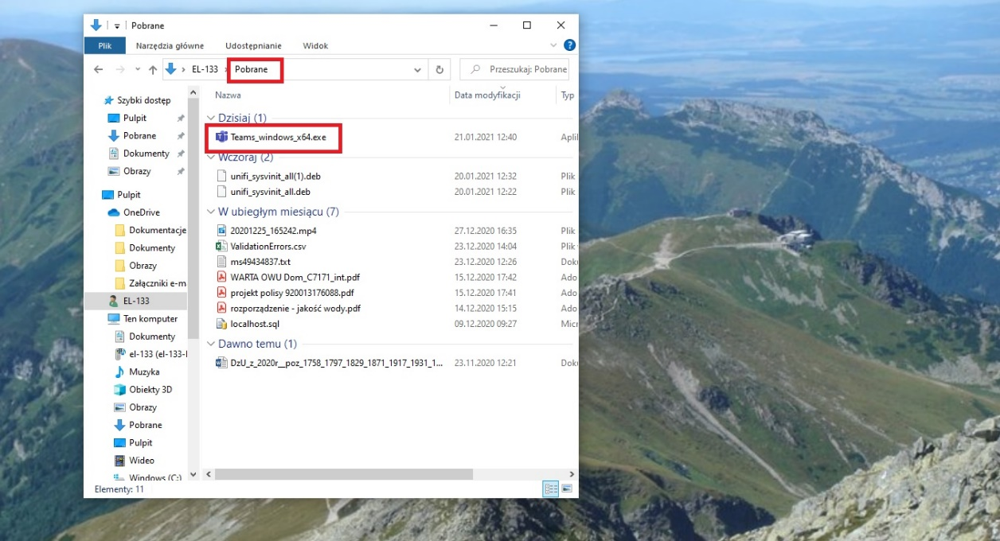 Pobrane
Plik Narzędzia główne Udostępnianie Widok
EL-133 Pobrane Przeszukaj: Pobrane
Nazwa Data modyfikacji Typ
Szybki dostęp
Pulpit
Pobrane
Dokumenty
Obrazy
Pulpit
OneDrive
Dokumentacje
Dokumenty
Obrazy
Załączniki e-m
EL-133
Ten komputer
Dokumenty
el-133 (el-133-
Muzyka
Obiekty 3D
Obrazy
Pobrane
Pulpit
Wideo
Windows (C:)
Dzisiaj (1)
Teams_windows_x64.exe 21.01.2021 12:40 Apli
Wczoraj (2)
unifi_sysvinit_all(1).deb 20.01.2021 12:32 Plik
unifi_sysvinit_all.deb 20.01.2021 12:22 Plik
W ubiegłym miesiącu (7)
20201225_165242.mp4 27.12.2020 16:35 Plik
ValidationErrors.csv 23.12.2020 14:04 Plik
ms49434837.txt 23.12.2020 12:26 Doku
WARTA OWU Dom_C7171_int.pdf 15.12.2020 17:42 Ado
projekt polisy 920013176088.pdf 15.12.2020 17:41 Ado
rozporządzenie - jakość wody.pdf 14.12.2020 15:15 Ado
localhost.sql 09.12.2020 09:27 Micr
Dawno temu (1)
DzU_z_2020r__poz_1758_1797_1829_1871_1917_1931_1... 23.11.2020 12:21 Doku
Elementy: 11